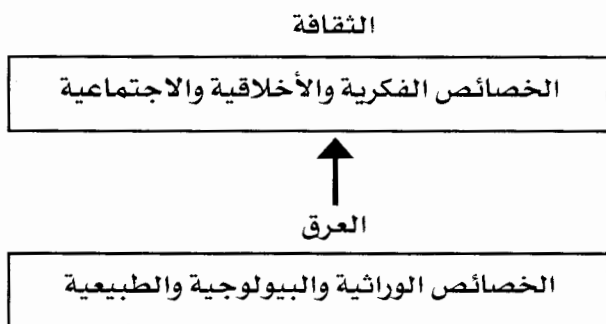 الثقافة
الخصائص الفكرية والأخلاقية والاجتماعية
العرق
الخصائص الوراثية والبيولوجية والطبيعية